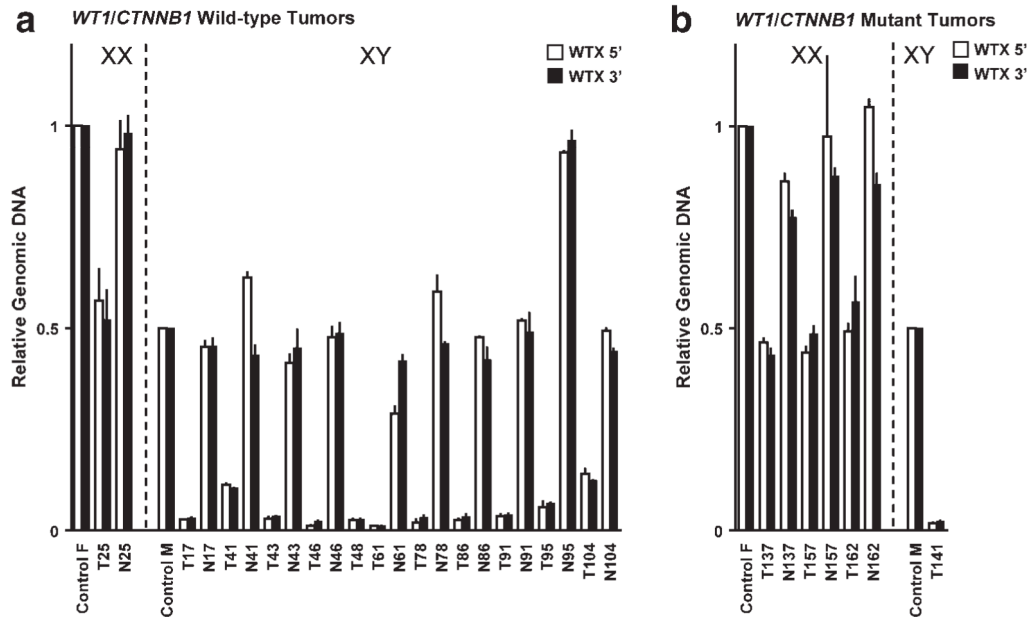 a WT1/CTNNB1 Wild-type Tumors
XX
XY
WTX 5'
WTX 3'
Relative Genomic DNA
1
0.5
0
Control F
T25
N25
Control M
T17
N17
T41
N41
T43
N43
T46
N46
T48
T61
N61
T78
N78
T86
N86
T91
N91
T95
N95
T104
N104
b WT1/CTNNB1 Mutant Tumors
XX
XY
WTX 5'
WTX 3'
Relative Genomic DNA
1
0.5
0
Control F
T137
N137
T157
N157
T162
N162
Control M
T141